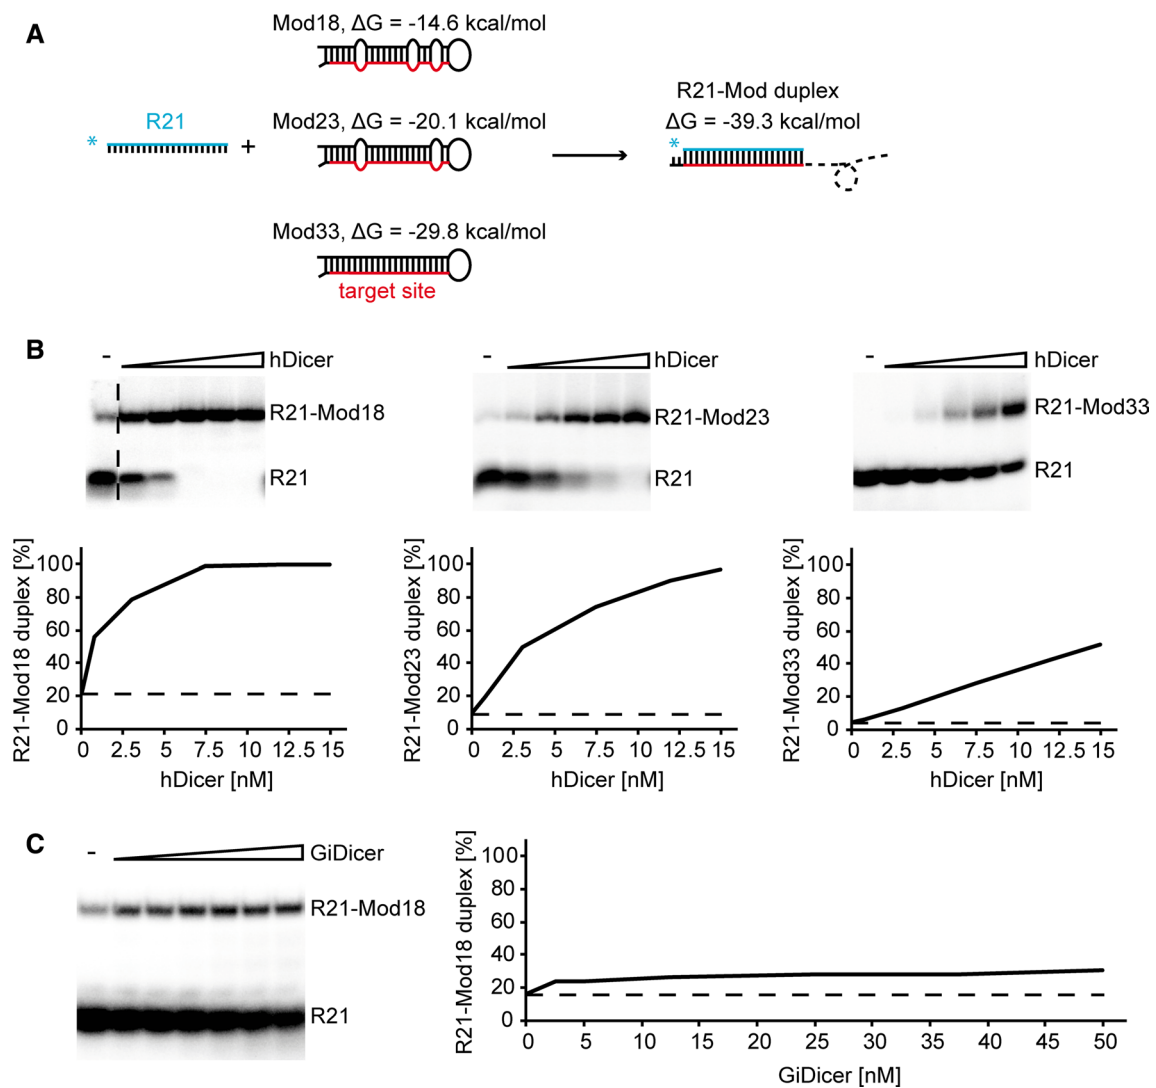 A
Mod18, ΔG = -14.6 kcal/mol
R21
*
+
Mod23, ΔG = -20.1 kcal/mol
R21-Mod duplex
ΔG = -39.3 kcal/mol
*
Mod33, ΔG = -29.8 kcal/mol
target site
B
- hDicer
R21-Mod18
R21
- hDicer
R21-Mod23
R21
- hDicer
R21-Mod33
R21
R21-Mod18 duplex [%]
100
80
60
40
20
0
0 2.5 5 7.5 10 12.5 15
hDicer [nM]
R21-Mod23 duplex [%]
100
80
60
40
20
0
0 2.5 5 7.5 10 12.5 15
hDicer [nM]
R21-Mod33 duplex [%]
100
80
60
40
20
0
0 2.5 5 7.5 10 12.5 15
hDicer [nM]
C
- GiDicer
R21-Mod18
R21
R21-Mod18 duplex [%]
100
80
60
40
20
0
0 5 10 15 20 25 30 35 40 45 50
GiDicer [nM]